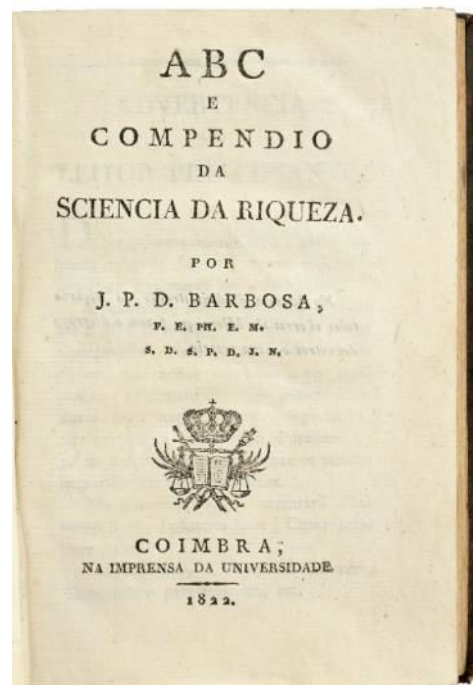 ABC
E
COMPENDIO
DA
SCIENCIA DA RIQUEZA.
POR
J. P. D. BARBOSA,
F. E. PH. E. M.
S. D. S. P. D. J. N.
COIMBRA;
NA IMPRENSA DA UNIVERSIDADE.
1822.